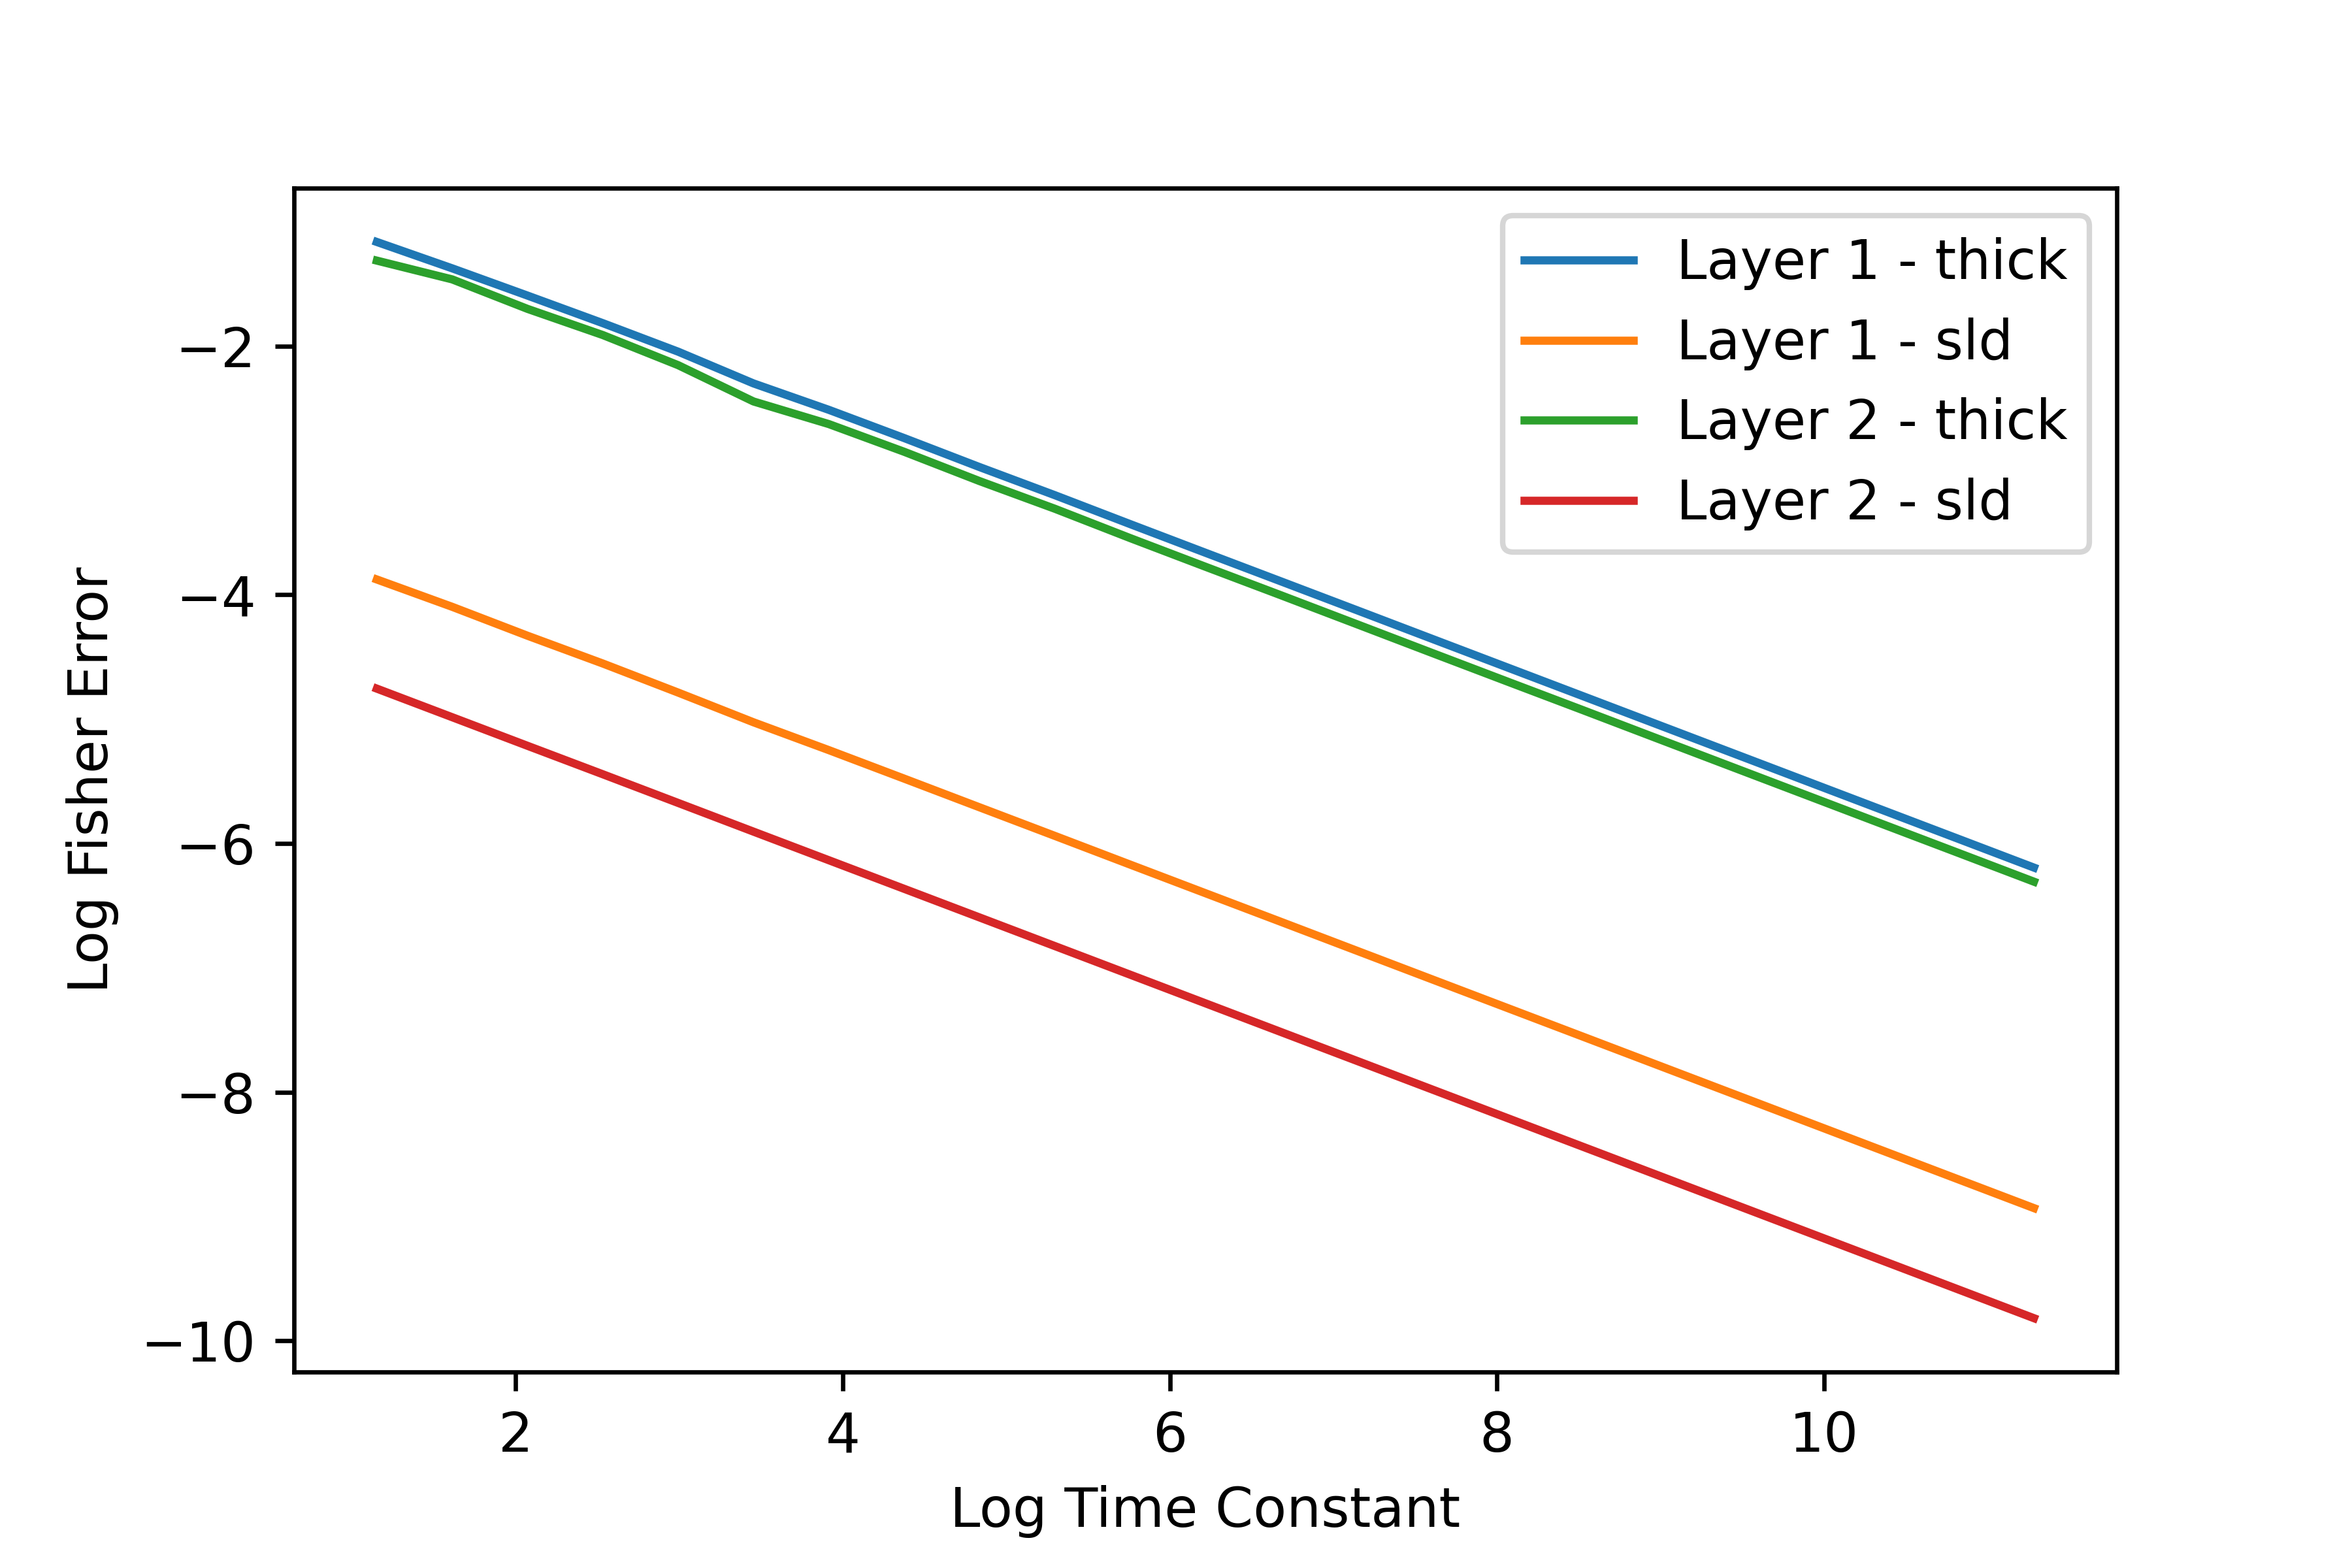 Layer 1 - thick
Layer 1 - sld
Layer 2 - thick
Layer 2 - sld
Log Fisher Error
−2
−4
−6
−8
−10
2 4 6 8 10
Log Time Constant